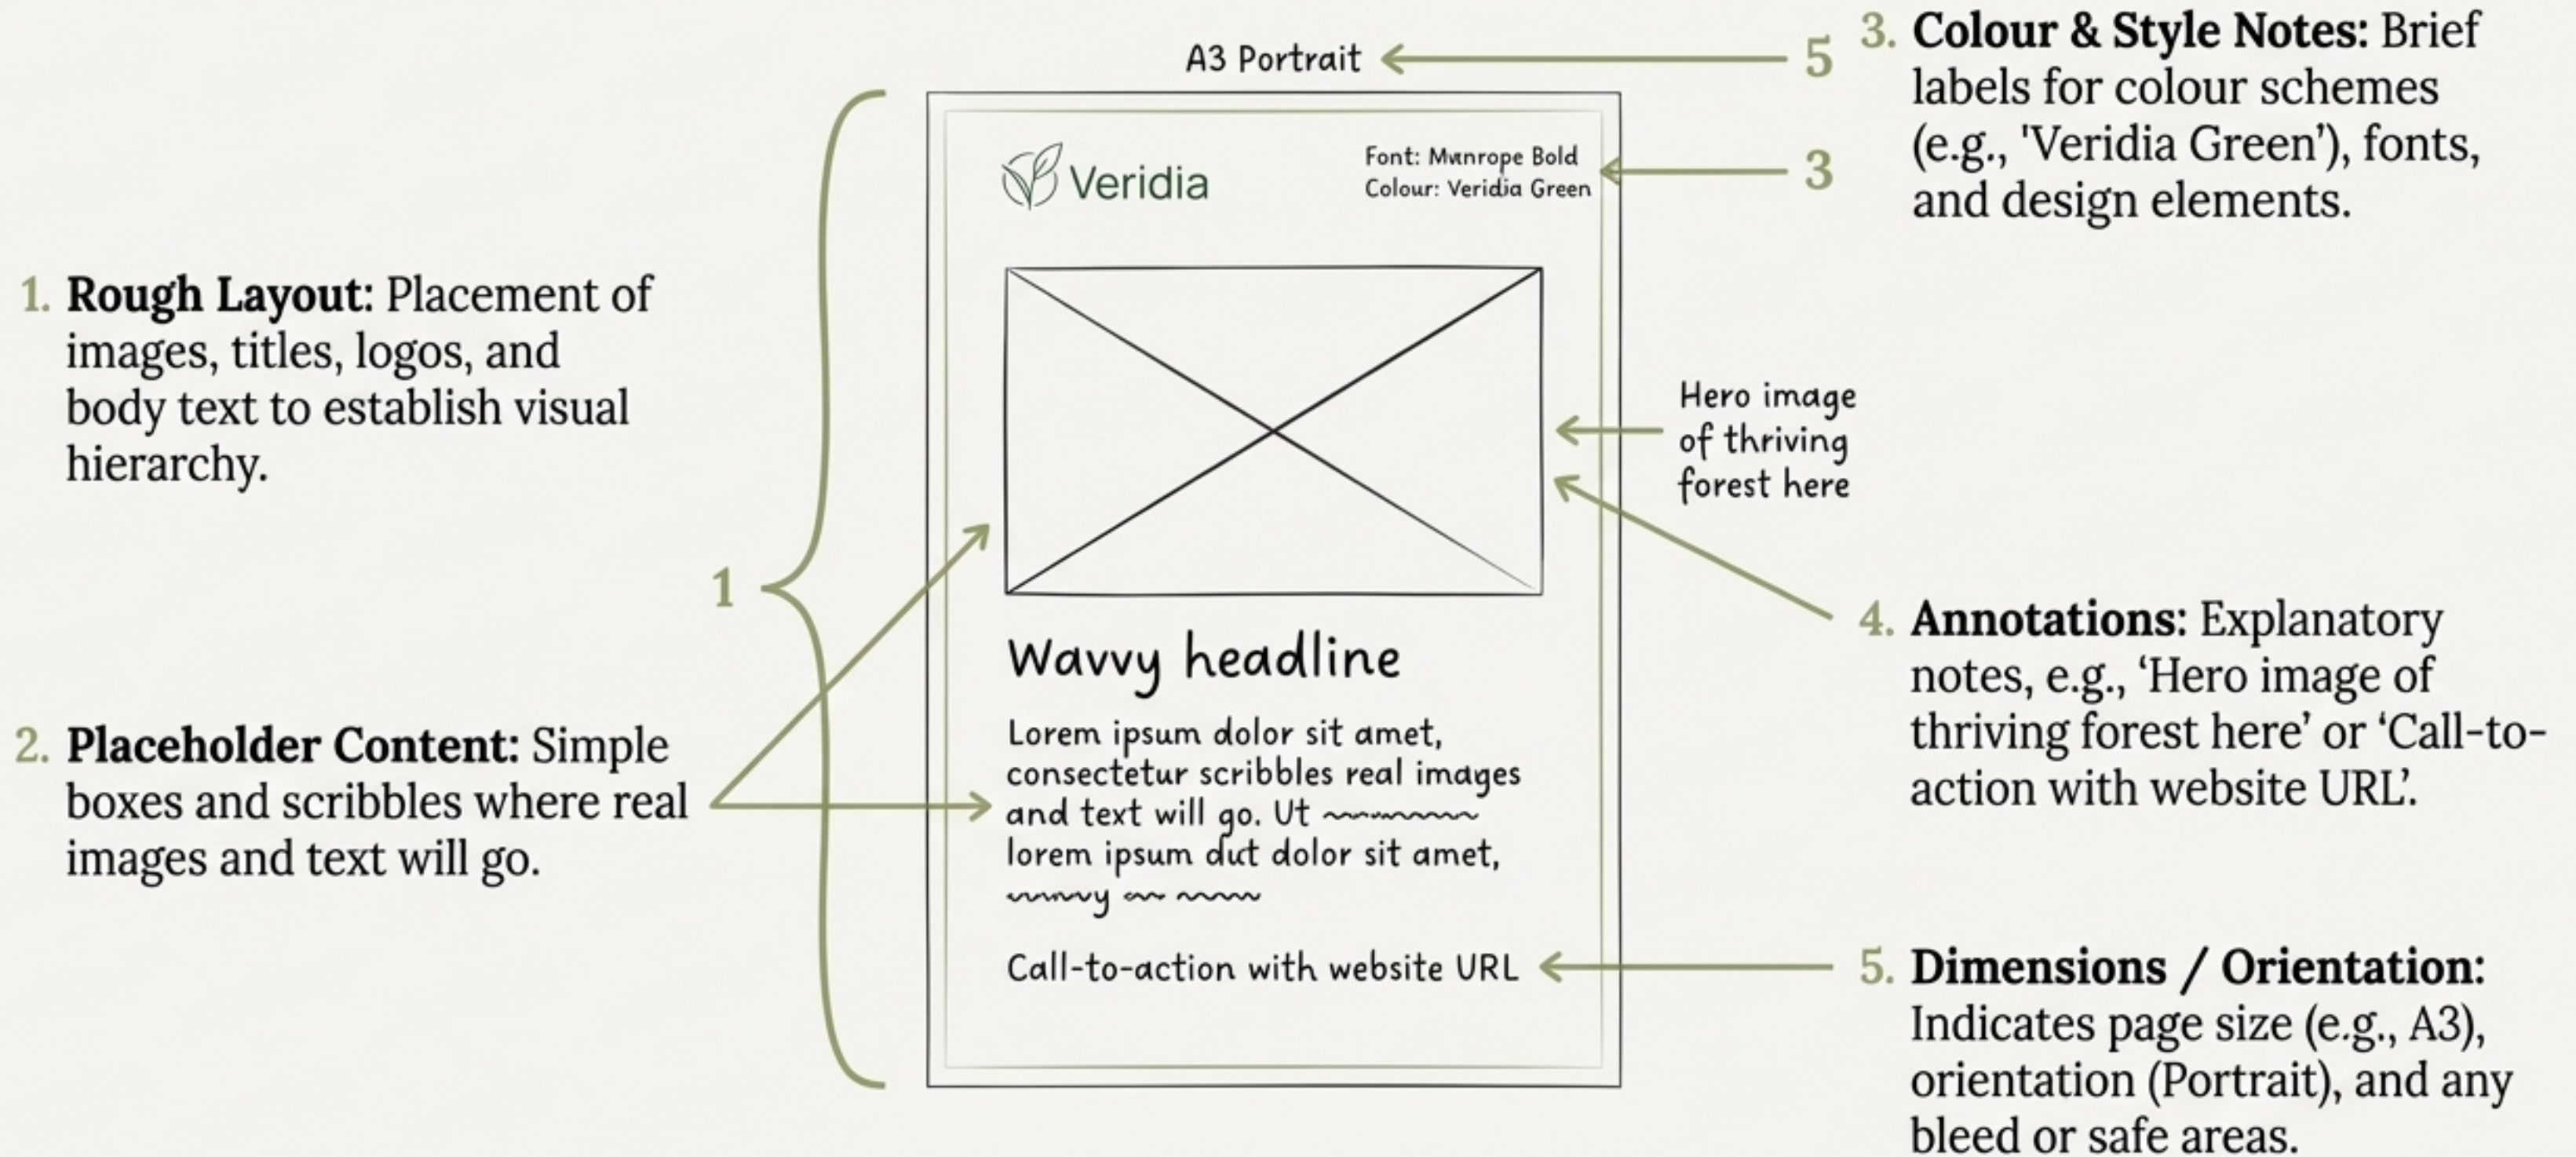 1. Rough Layout: Placement of
images, titles, logos, and
body text to establish visual
hierarchy.
2. Placeholder Content: Simple
boxes and scribbles where real
images and text will go.
1
A3 Portrait
5
Veridia
Font: Munrope Bold
Colour: Veridia Green
3
Hero image
of thriving
forest here
Wavvy headline
Lorem ipsum dolor sit amet,
consectetur scribbles real images
and text will go. Ut
lorem ipsum dut dolor sit amet,
Call-to-action with website URL
3. Colour & Style Notes: Brief
labels for colour schemes
(e.g., 'Veridia Green’), fonts,
and design elements.
4. Annotations: Explanatory
notes, e.g., ‘Hero image of
thriving forest here’ or ‘Call-to-
action with website URL’.
5. Dimensions / Orientation:
Indicates page size (e.g., A3),
orientation (Portrait), and any
bleed or safe areas.